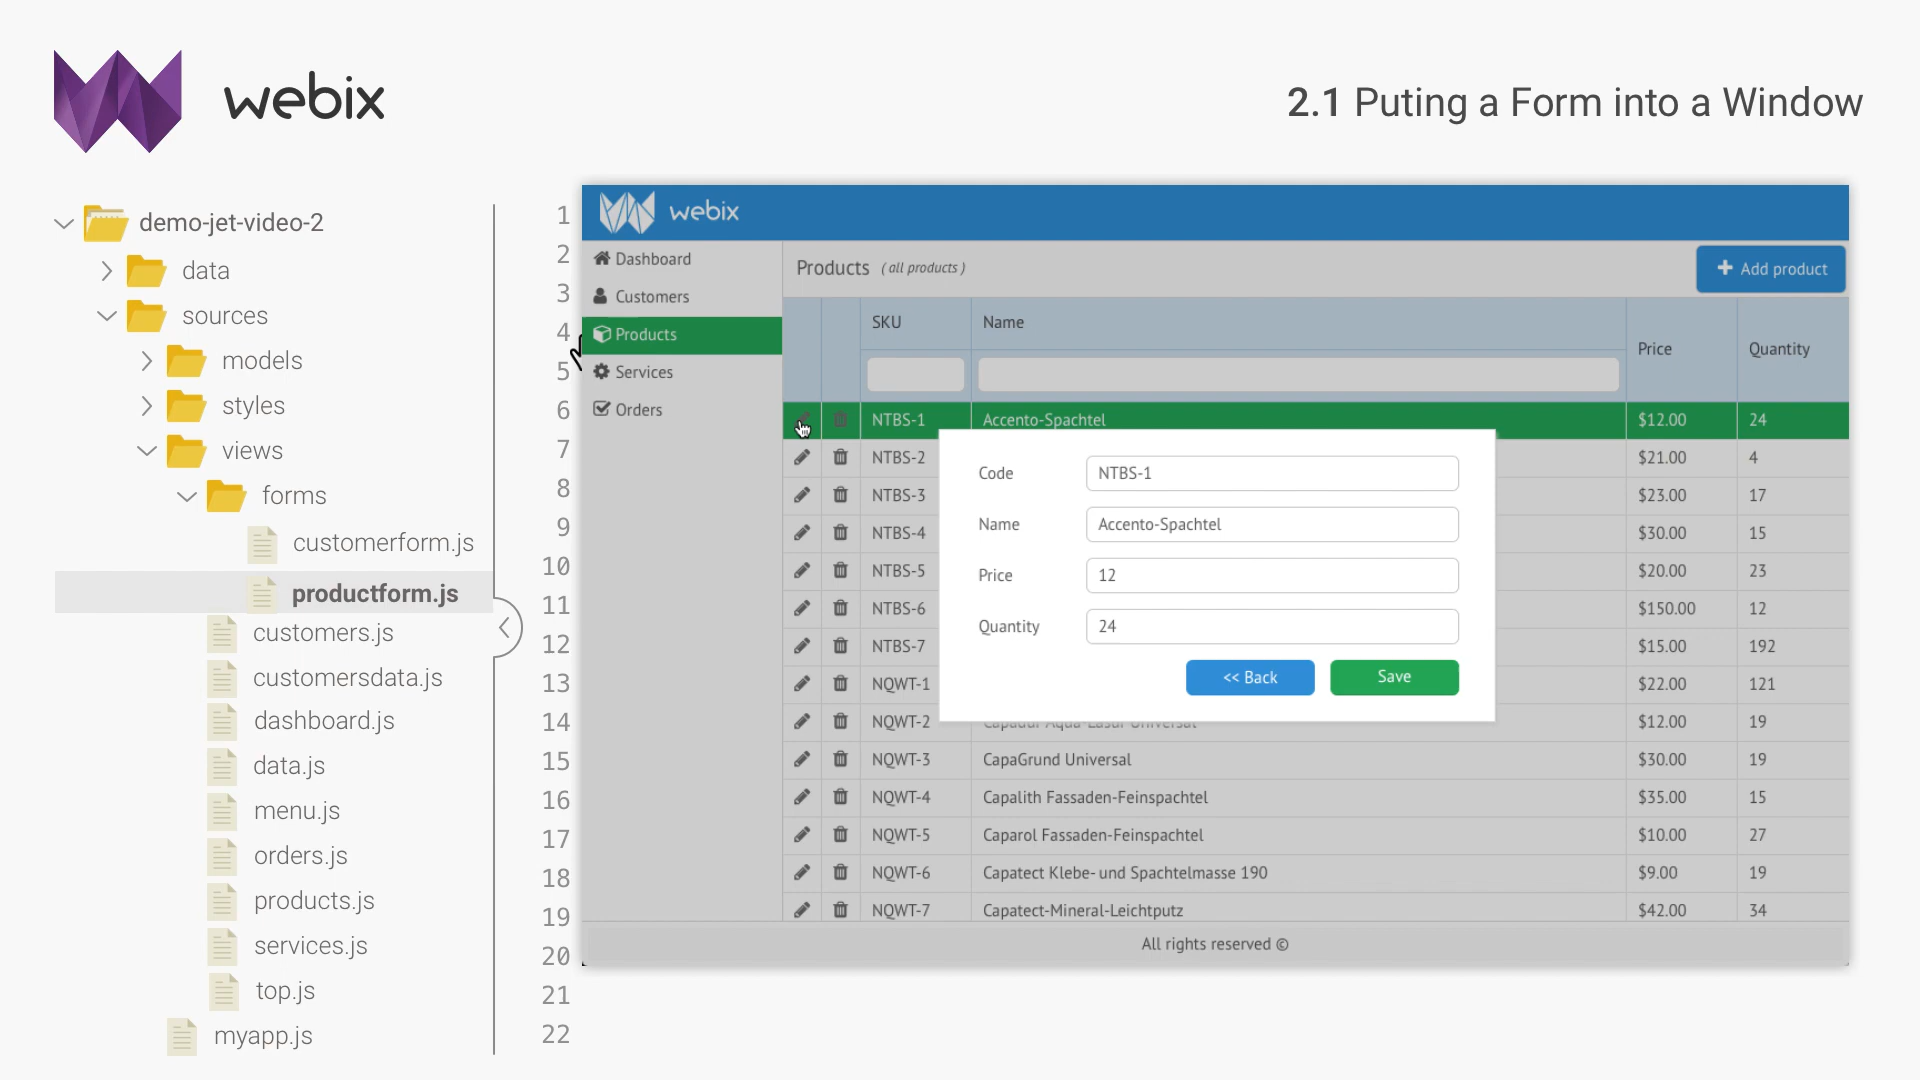 webix
2.1 Puting a Form into a Window
demo-jet-video-2
data
sources
models
styles
views
forms
customerform.js
productform.js
customers.js
customersdata.js
dashboard.js
data.js
menu.js
orders.js
products.js
services.js
top.js
myapp.js
1
2
3
4
5
6
7
8
9
10
11
12
13
14
15
16
17
18
19
20
21
22
webix
Dashboard
Customers
Products
Services
Orders
Products (all products)
Add product
SKU Name Price Quantity
NTBS-1 Accento-Spachtel $12.00 24
NTBS-2 $21.00 4
NTBS-3 $23.00 17
NTBS-4 $30.00 15
NTBS-5 $20.00 23
NTBS-6 $150.00 12
NTBS-7 $15.00 192
NQWT-1 $22.00 121
NQWT-2 Capadur Aqua-Lasur Universal $12.00 19
NQWT-3 CapaGrund Universal $30.00 19
NQWT-4 Capalith Fassaden-Feinspachtel $35.00 15
NQWT-5 Caparol Fassaden-Feinspachtel $10.00 27
NQWT-6 Capatect Klebe- und Spachtelmasse 190 $9.00 19
NQWT-7 Capatect-Mineral-Leichtputz $42.00 34
Code NTBS-1
Name Accento-Spachtel
Price 12
Quantity 24
<< Back Save
All rights reserved ©